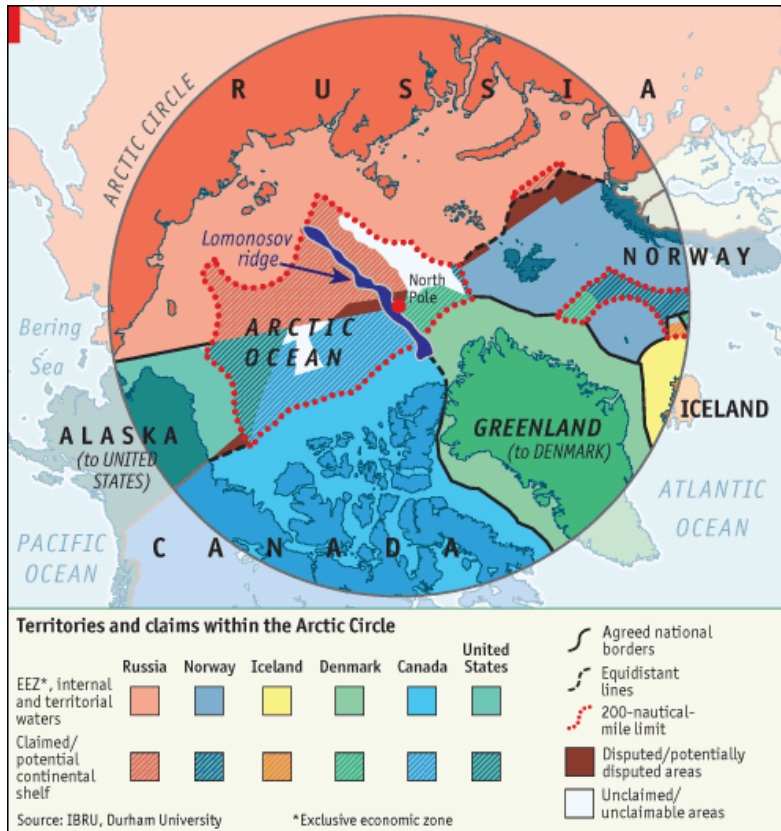 RUSSIA
ARCTIC CIRCLE
Lomonosov
ridge
North
Pole
NORWAY
ARCTIC
OCEAN
Bering
Sea
ICELAND
ALASKA
(to UNITED
STATES)
GREENLAND
(to DENMARK)
ATLANTIC
OCEAN
PACIFIC
OCEAN
CANADA
Territories and claims within the Arctic Circle
Russia Norway Iceland Denmark Canada United
States
EEZ*, internal
and territorial
waters
Claimed/
potential
continental
shelf
Agreed national
borders
Equidistant
lines
200-nautical-
mile limit
Disputed/potentially
disputed areas
Unclaimed/
unclaimable areas
Source: IBRU, Durham University *Exclusive economic zone